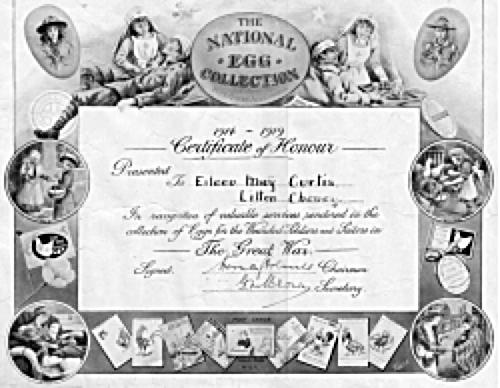 THE
NATIONAL
EGG
COLLECTION
1914 - 1919
Certificate of Honour
Presented
To Eileen May Curtis
Litton Cheney
In recognition of valuable services rendered in the
collection of Eggs for the Wounded Soldiers and Sailors in
The Great War.
Signed. Chairman
Secretary.